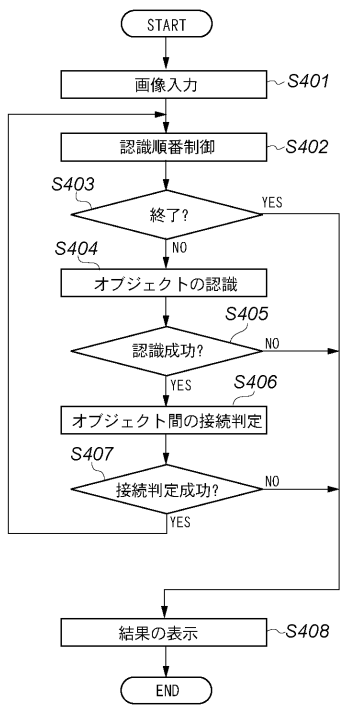 START
画像入力
S401
認識順番制御
S402
S403
終了?
YES
NO
S404
オブジェクトの認識
S405
認識成功?
NO
YES
S406
オブジェクト間の接続判定
S407
接続判定成功?
NO
YES
結果の表示
S408
END